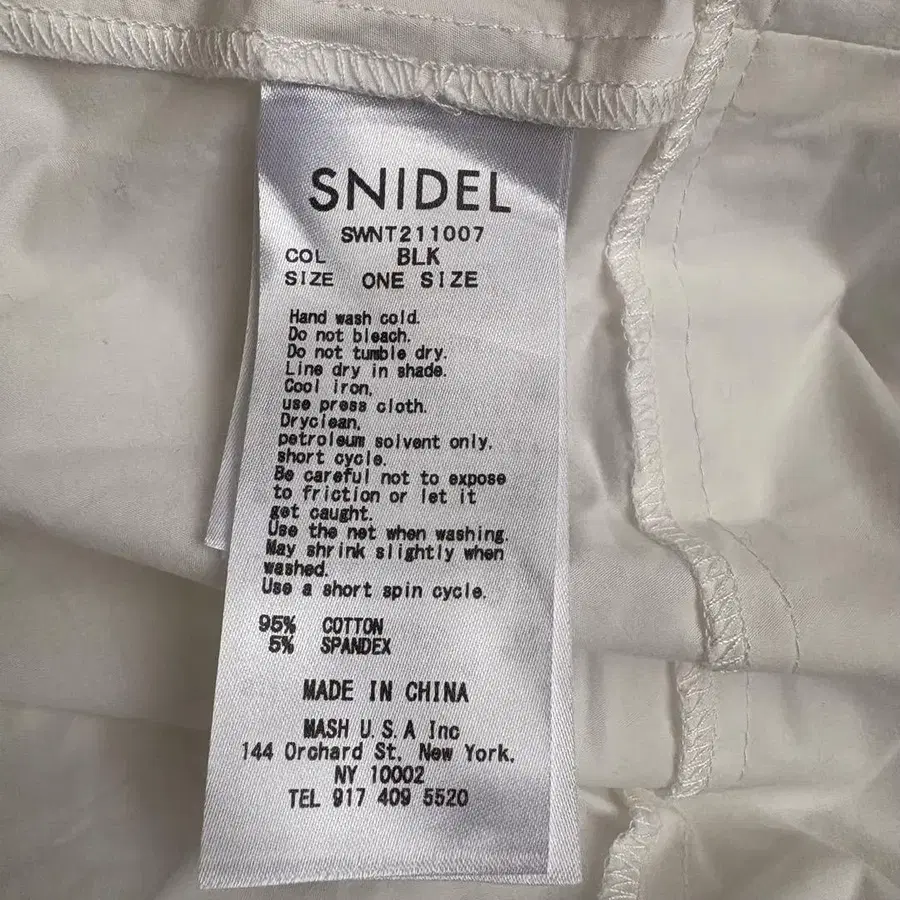 SNIDEL
SWNT211007
COL BLK
SIZE ONE SIZE
Hand wash cold.
Do not bleach.
Do not tumble dry.
Line dry in shade.
Cool iron,
use press cloth.
Dryclean,
petroleum solvent only.
short cycle.
Be careful not to expose
to friction or let it
get caught.
Use the net when washing.
May shrink slightly when
washed.
Use a short spin cycle.
95% COTTON
5% SPANDEX
MADE IN CHINA
MASH U.S.A Inc
144 Orchard St. New York.
NY 10002
TEL 917 409 5520